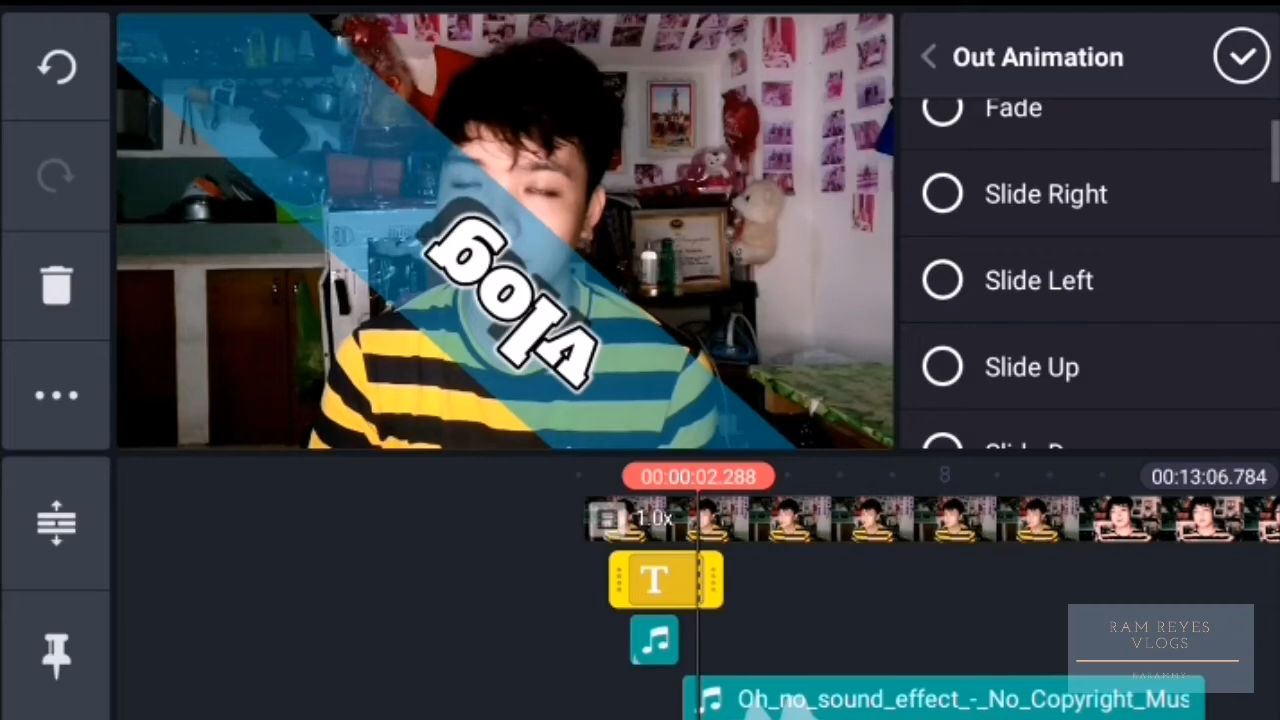 Out Animation
Fade
Slide Right
Slide Left
Slide Up
vlog
00:00:02.288
8
00:13:06.784
1.0x
T
RAM REYES
VLOGS
Oh_no_sound_effect_-_No_Copyright_Mus